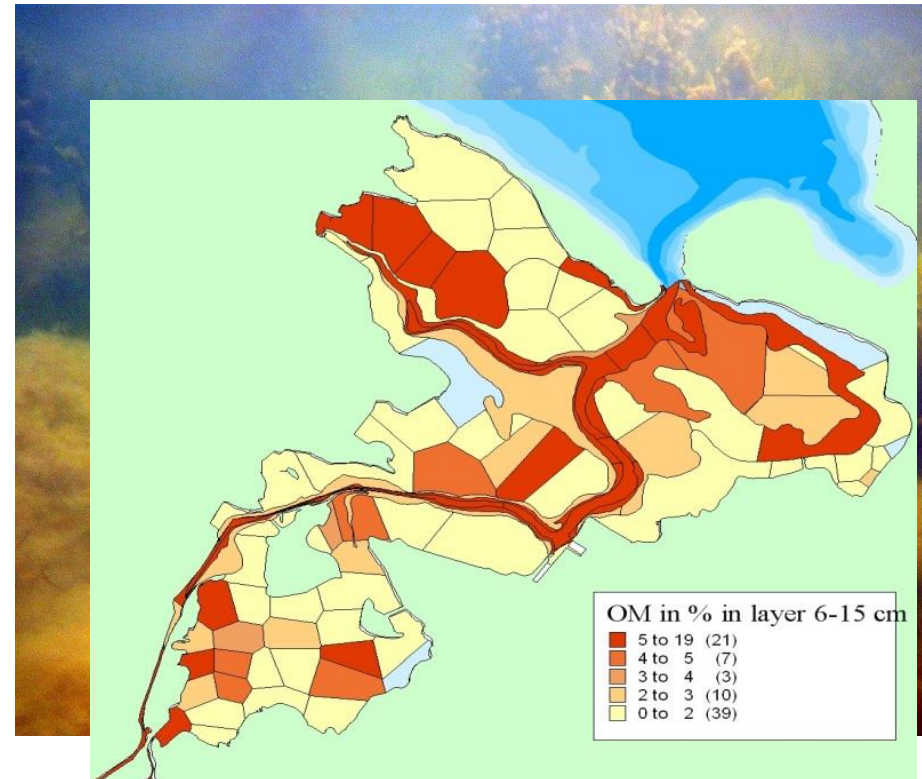 OM in % in layer 6-15 cm
5 to 19 (21)
4 to 5 (7)
3 to 4 (3)
2 to 3 (10)
0 to 2 (39)